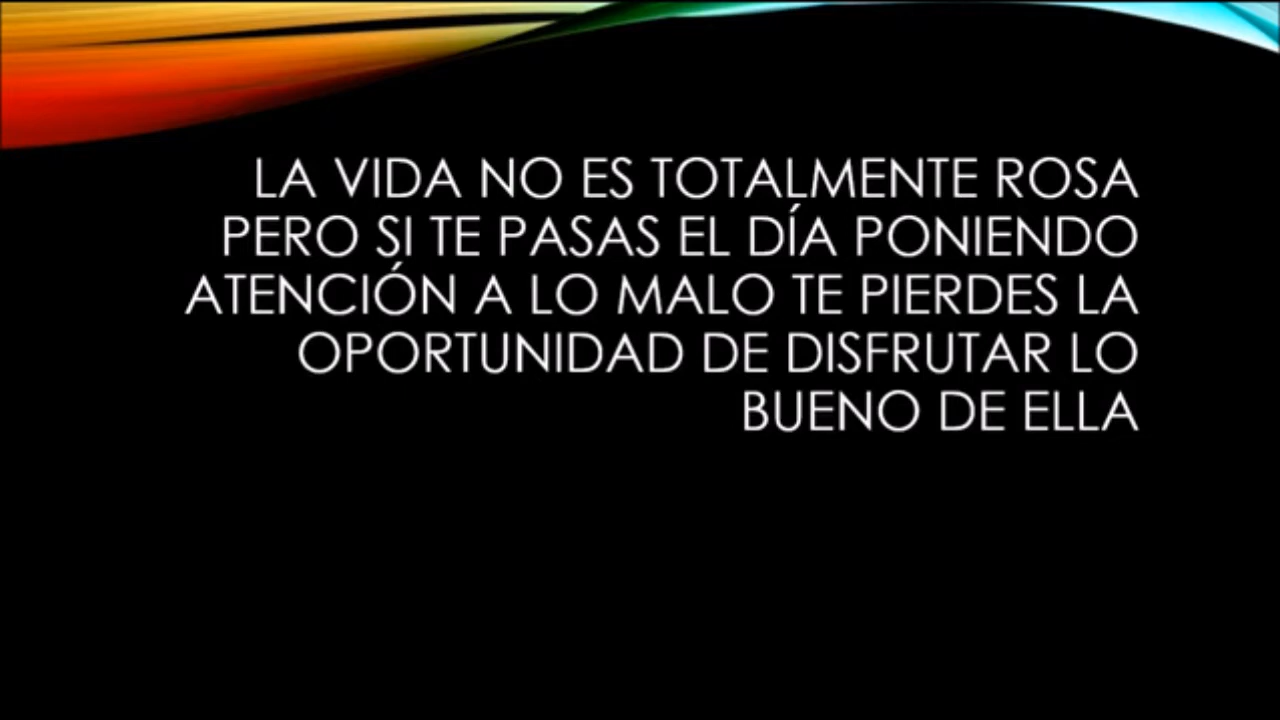 LA VIDA NO ES TOTALMENTE ROSA
PERO SI TE PASAS EL DÍA PONIENDO
ATENCIÓN A LO MALO TE PIERDES LA
OPORTUNIDAD DE DISFRUTAR LO
BUENO DE ELLA